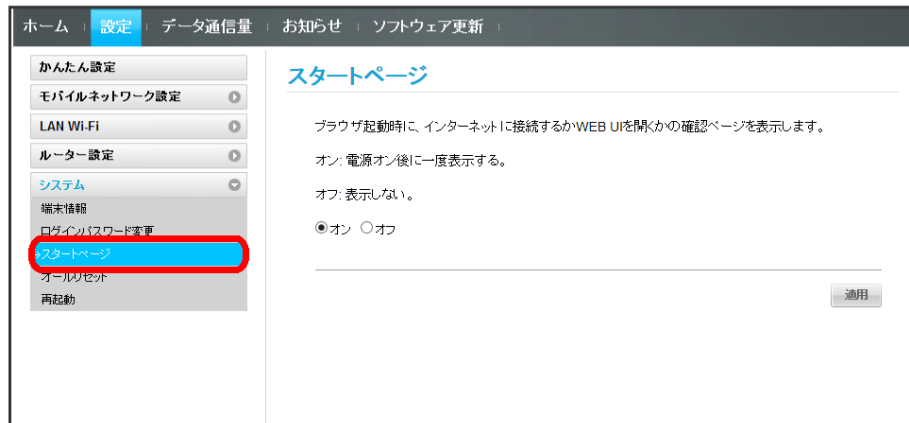 ホーム 設定 データ通信量 お知らせ ソフトウェア更新
かんたん設定
モバイルネットワーク設定
LAN Wi-Fi
ルーター設定
システム
端末情報
ログインパスワード変更
スタートページ
オールリセット
再起動
スタートページ
ブラウザ起動時に、インターネットに接続するかWEB UIを開くかの確認ページを表示します。
オン: 電源オン後に一度表示する。
オフ: 表示しない。
オン オフ
適用